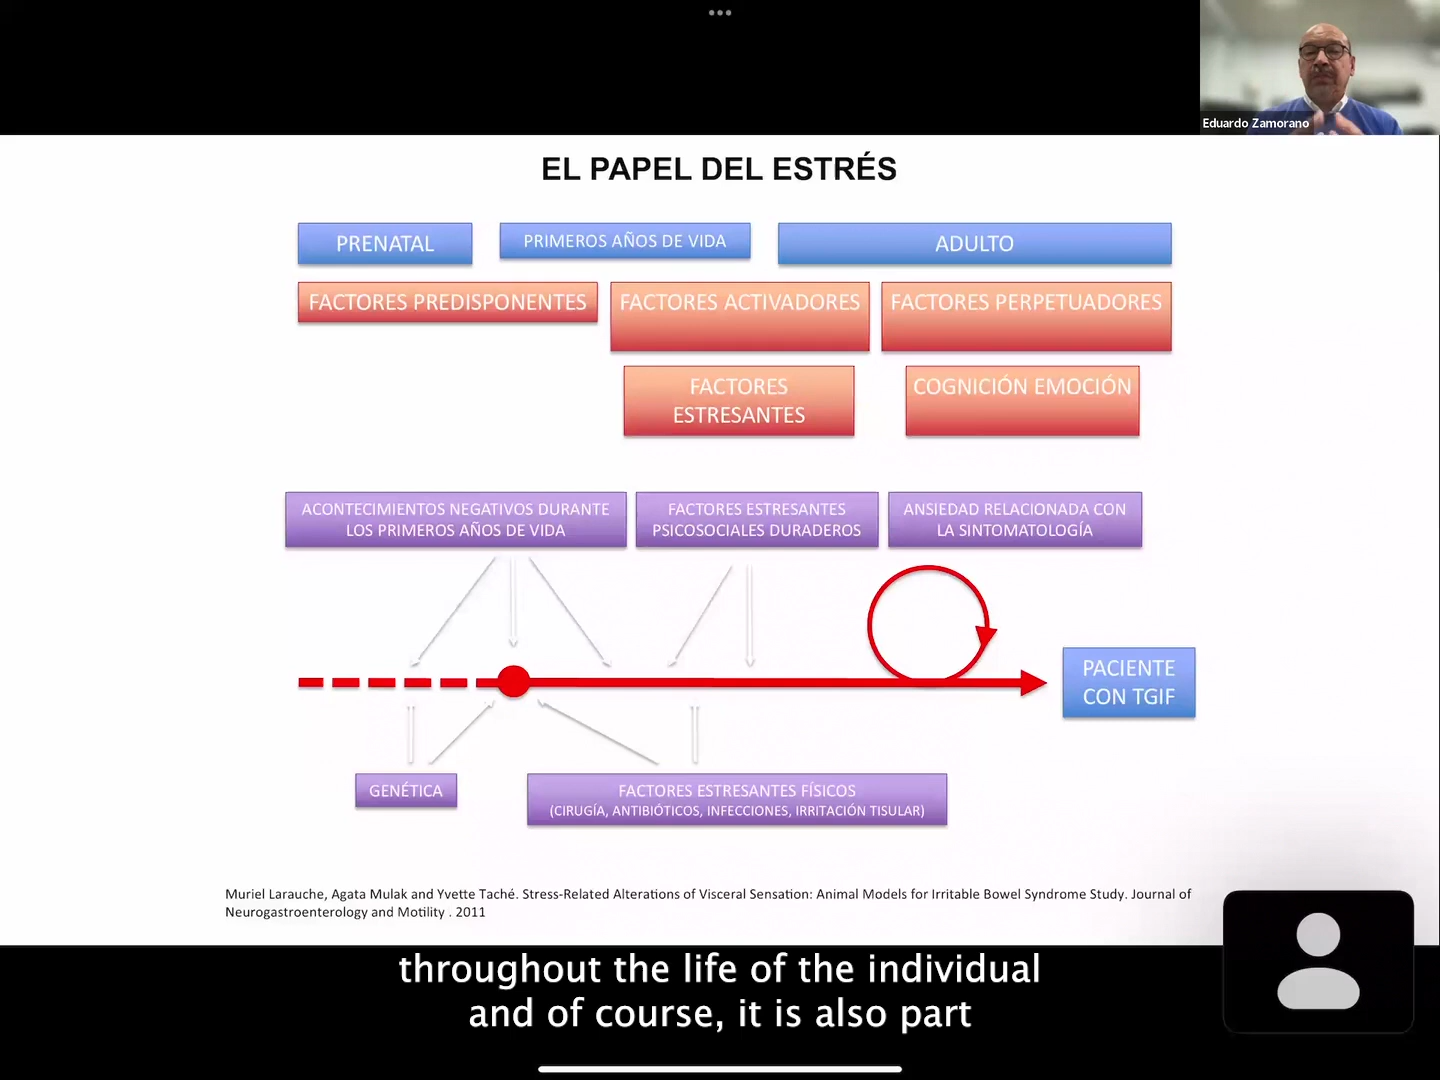 Eduardo Zamorano
EL PAPEL DEL ESTRÉS
PRENATAL
PRIMEROS AÑOS DE VIDA
ADULTO
FACTORES PREDISPONENTES
FACTORES ACTIVADORES
FACTORES PERPETUADORES
FACTORES
ESTRESANTES
COGNICIÓN EMOCIÓN
ACONTECIMIENTOS NEGATIVOS DURANTE
LOS PRIMEROS AÑOS DE VIDA
FACTORES ESTRESANTES
PSICOSOCIALES DURADEROS
ANSIEDAD RELACIONADA CON
LA SINTOMATOLOGÍA
PACIENTE
CON TGIF
GENÉTICA
FACTORES ESTRESANTES FÍSICOS
(CIRUGÍA, ANTIBIÓTICOS, INFECCIONES, IRRITACIÓN TISULAR)
Muriel Larauche, Agata Mulak and Yvette Taché. Stress-Related Alterations of Visceral Sensation: Animal Models for Irritable Bowel Syndrome Study. Journal of
Neurogastroenterology and Motility . 2011
throughout the life of the individual
and of course, it is also part